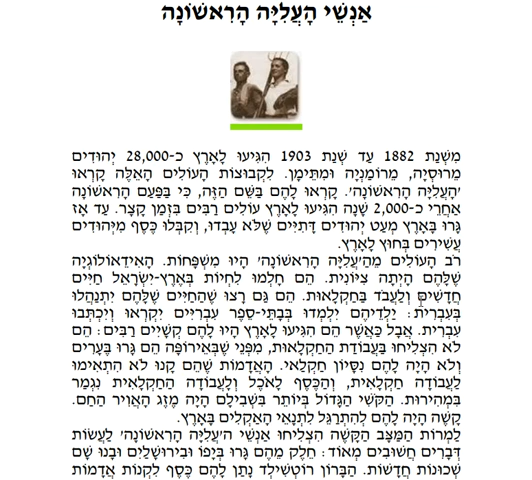 אַנְשֵׁי הָעֲלִיָּה הָרִאשׁוֹנָה
מִשְּׁנַת 1882 עַד שְׁנַת 1903 הִגִּיעוּ לָאָרֶץ כ-28,000 יְהוּדִים
מֵרוּסְיָה, מֵרוֹמַנְיָה וּמִתֵּימָן. לִקְבוּצוֹת הָעוֹלִים הָאֵלֶּה קָרְאוּ
'הָעֲלִיָּה הָרִאשׁוֹנָה'. קָרְאוּ לָהֶם בַּשֵּׁם הַזֶּה, כִּי בַּפַּעַם הָרִאשׁוֹנָה
אַחֲרֵי כ-2,000 שָׁנָה הִגִּיעוּ לָאָרֶץ עוֹלִים רַבִּים בִּזְמַן קָצָר. עַד אָז
גָּרוּ בָּאָרֶץ מְעַט יְהוּדִים דָּתִיִּים שֶׁלֹּא עָבְדוּ, וְקִבְּלוּ כֶּסֶף מִיְּהוּדִים
עֲשִׁירִים בְּחוּץ לָאָרֶץ.
רֹב הָעוֹלִים מֵהָ'עֲלִיָּה הָרִאשׁוֹנָה' הָיוּ מִשְׁפָּחוֹת. הָאִידֵאוֹלוֹגְיָה
שֶׁלָּהֶם הָיְתָה צִיּוֹנִית. הֵם חָלְמוּ לִחְיוֹת בְּאֶרֶץ-יִשְׂרָאֵל חַיִּים
חֲדָשִׁים וְלַעֲבֹד בַּחַקְלָאוּת. הֵם גַּם רָצוּ שֶׁהַחַיִּים שֶׁלָּהֶם יִתְנַהֲלוּ
בְּעִבְרִית: יַלְדֵיהֶם יִלְמְדוּ בְּבָתֵּי-סֵפֶר עִבְרִיִּים יִקְרְאוּ וְיִכְתְּבוּ
עִבְרִית. אֲבָל כַּאֲשֶׁר הֵם הִגִּיעוּ לָאָרֶץ הָיוּ לָהֶם קְשָׁיִים רַבִּים: הֵם
לֹא הִצְלִיחוּ בַּעֲבוֹדַת הַחַקְלָאוּת, מִפְּנֵי שֶׁבְּאֵירוֹפָּה הֵם גָּרוּ בֶּעָרִים
וְלֹא הָיָה לָהֶם נִסָּיוֹן חַקְלָאִי. הָאֲדָמוֹת שֶׁהֵם קָנוּ לֹא הִתְאִימוּ
לַעֲבוֹדָה חַקְלָאִית, וְהַכֶּסֶף לְאֹכֶל וְלַעֲבוֹדָה הַחַקְלָאִית נִגְמַר
בִּמְהִירוּת. הַקֹּשִׁי הַגָּדוֹל בְּיוֹתֵר בִּשְׁבִילָם הָיָה מֶזֶג הָאֲוִיר הַחַם.
קָשֶׁה הָיָה לָהֶם לְהִתְרַגֵּל לִתְנָאֵי הָאַקְלִים בָּאָרֶץ.
לַמְרוֹת הַמַּצָּב הַקָּשֶׁה הִצְלִיחוּ אַנְשֵׁי ה'עֲלִיָּה הָרִאשׁוֹנָה' לַעֲשׂוֹת
דְּבָרִים חֲשׁוּבִים מְאוֹד: חֵלֶק מֵהֶם גָּרוּ בְּיָפוֹ וּבִירוּשָׁלַיִם וּבָנוּ שָׁם
שְׁכוּנוֹת חֲדָשׁוֹת. הַבָּרוֹן רוֹטְשִׁילְד נָתַן לָהֶם כֶּסֶף לִקְנוֹת אֲדָמוֹת